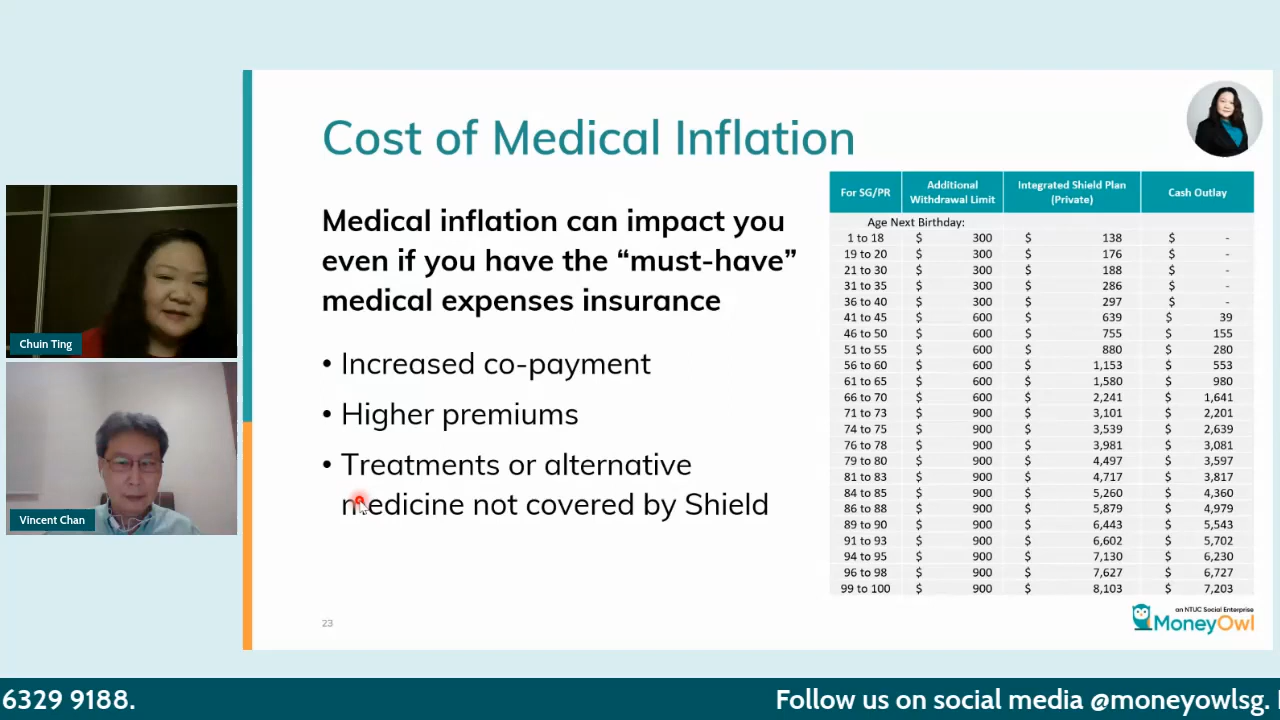 Cost of Medical Inflation
Medical inflation can impact you
even if you have the “must-have”
medical expenses insurance
• Increased co-payment
• Higher premiums
• Treatments or alternative
medicine not covered by Shield
23
For SG/PR Additional Withdrawal Limit Integrated Shield Plan (Private) Cash Outlay
Age Next Birthday:
1 to 18 $ 300 $ 138 $ -
19 to 20 $ 300 $ 176 $ -
21 to 30 $ 300 $ 188 $ -
31 to 35 $ 300 $ 286 $ -
36 to 40 $ 300 $ 297 $ -
41 to 45 $ 600 $ 639 $ 39
46 to 50 $ 600 $ 755 $ 155
51 to 55 $ 600 $ 880 $ 280
56 to 60 $ 600 $ 1,153 $ 553
61 to 65 $ 600 $ 1,580 $ 980
66 to 70 $ 600 $ 2,241 $ 1,641
71 to 73 $ 900 $ 3,101 $ 2,201
74 to 75 $ 900 $ 3,539 $ 2,639
76 to 78 $ 900 $ 3,981 $ 3,081
79 to 80 $ 900 $ 4,497 $ 3,597
81 to 83 $ 900 $ 4,717 $ 3,817
84 to 85 $ 900 $ 5,260 $ 4,360
86 to 88 $ 900 $ 5,879 $ 4,979
89 to 90 $ 900 $ 6,443 $ 5,543
91 to 93 $ 900 $ 6,602 $ 5,702
94 to 95 $ 900 $ 7,130 $ 6,230
96 to 98 $ 900 $ 7,627 $ 6,727
99 to 100 $ 900 $ 8,103 $ 7,203
an NTUC Social Enterprise
MoneyOwl
Chuin Ting
Vincent Chan
6329 9188. Follow us on social media @moneyowlsg.